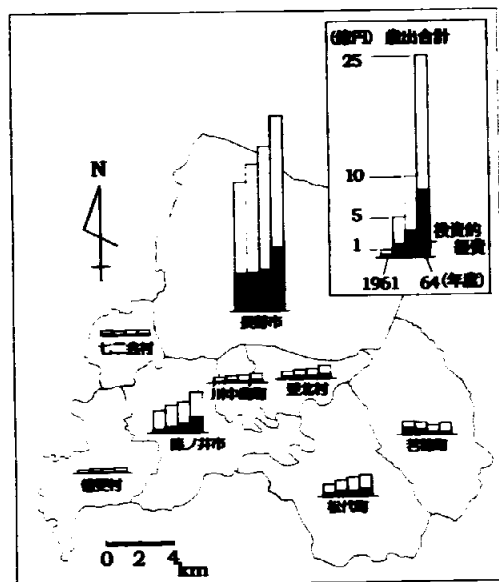 (億円) 歳出合計
25
10
5
1
投資的
経費
1961 64(年度)
N
長野市
七二会村
川中島町
更北村
篠ノ井市
若穂町
信更村
松代町
0 2 4
km